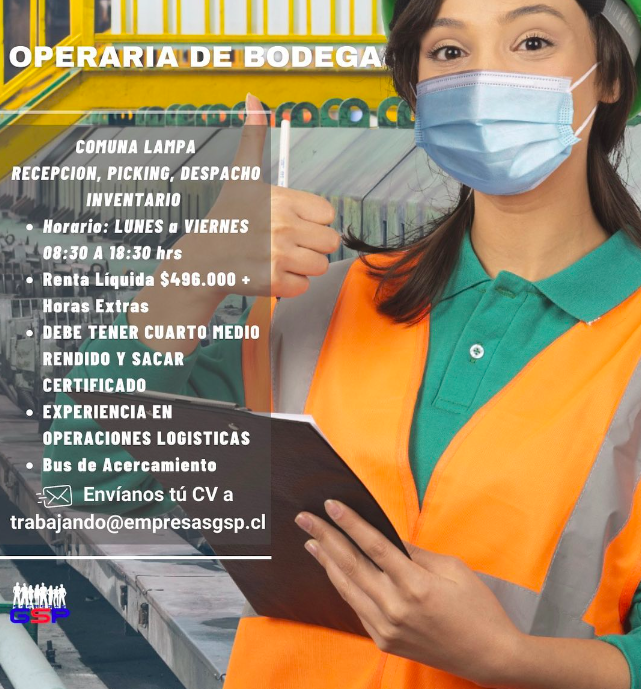 OPERARIA DE BODEGA
COMUNA LAMPA
RECEPCION, PICKING, DESPACHO
INVENTARIO
• Horario: LUNES a VIERNES
08:30 A 18:30 hrs
• Renta Líquida $496.000 +
Horas Extras
• DEBE TENER CUARTO MEDIO
RENDIDO Y SACAR
CERTIFICADO
• EXPERIENCIA EN
OPERACIONES LOGISTICAS
• Bus de Acercamiento
Envíanos tú CV a
trabajando@empresasgsp.cl
GSP